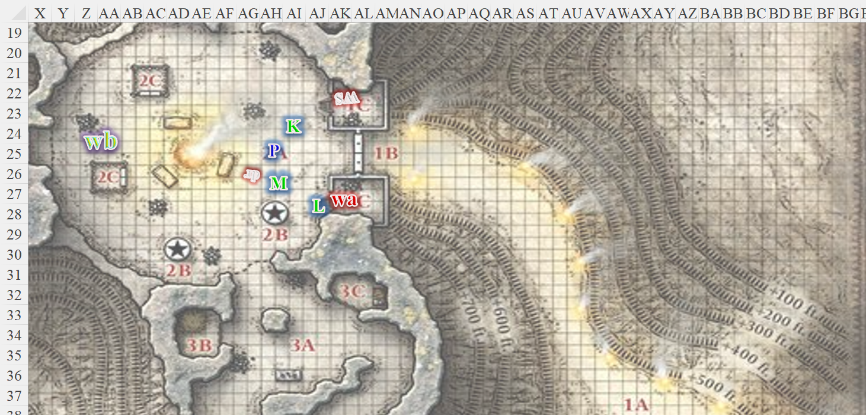 X Y Z AA AB AC AD AE AF AG AH AI AJ AK AL AM AN AO AP AQ AR AS AT AU AV AW AX AY AZ BA BB BC BD BE BF BG
19
20
21
2C
22
SM
23
K
24
wb
P
25
1B
26
2C
M
27
L
wa
28
29
2B
30
31
2B
3C
+100 ft.
32
+200 ft.
33
+300 ft.
34
3B
3A
+700 ft.
+600 ft.
+400 ft.
35
36
+500 ft.
37
1A
38